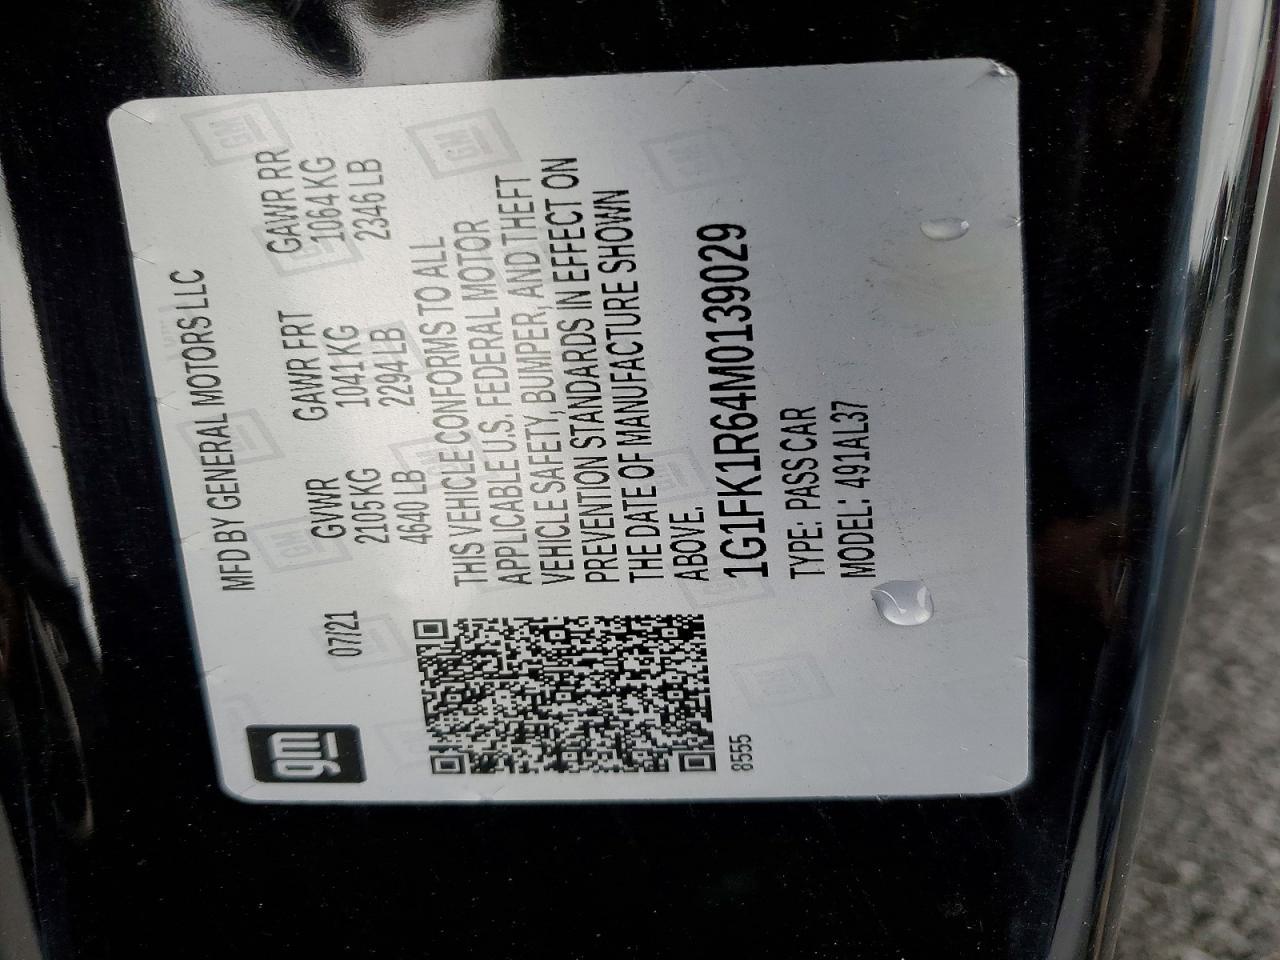 MFD BY GENERAL MOTORS LLC
gm
07/21
GVWR GAWR FRT GAWR RR
2105 KG 1041 KG 1064 KG
4640 LB 2294 LB 2346 LB
THIS VEHICLE CONFORMS TO ALL
APPLICABLE U.S. FEDERAL MOTOR
VEHICLE SAFETY, BUMPER, AND THEFT
PREVENTION STANDARDS IN EFFECT ON
THE DATE OF MANUFACTURE SHOWN
ABOVE.
1G1FK1R64M0139029
8555
TYPE: PASS CAR
MODEL: 491AL37